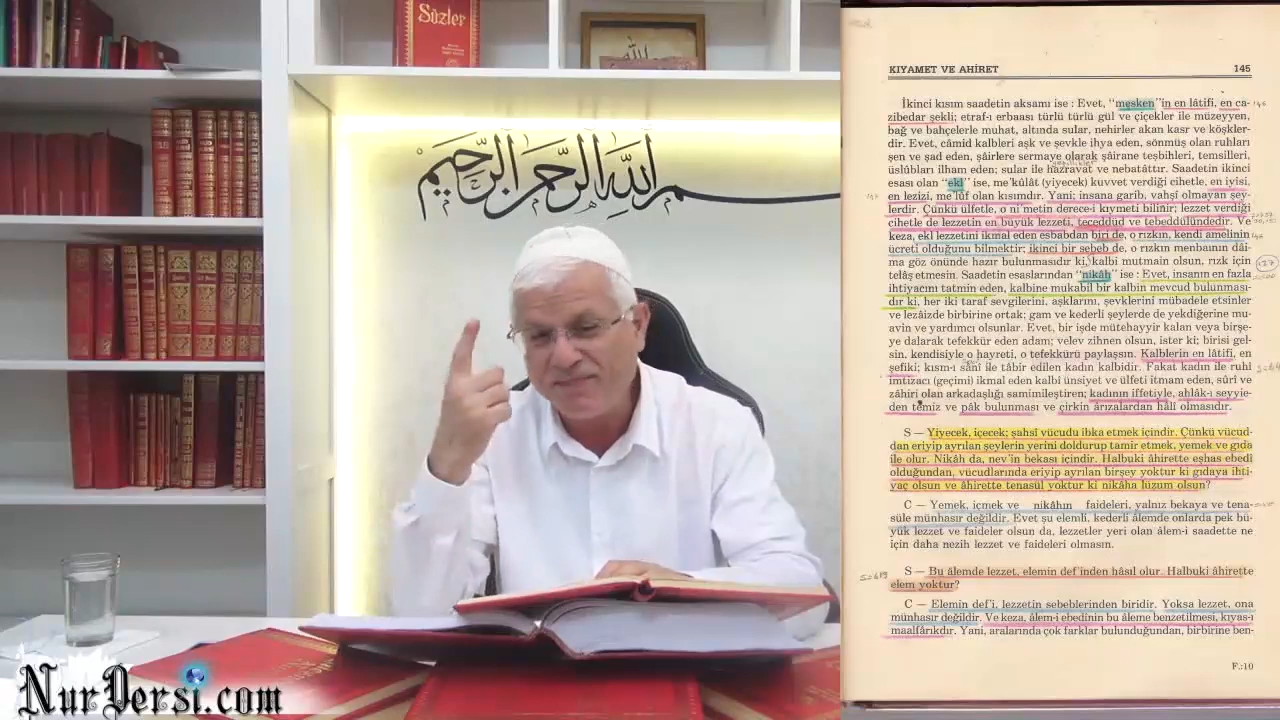 Sözler
بسم الله الرحمن الرحيم
KIYAMET VE AHİRET 145
İkinci kısım saadetin aksamı ise : Evet, "mesken"in en lâtifi, en ca-
zibedar şekli; etraf-ı erbaası türlü türlü gül ve çiçekler ile müzeyyen,
bağ ve bahçelerle muhat, altında sular, nehirler akan kasr ve köşkler-
dir. Evet, câmid kalbleri aşk ve şevkle ihya eden, sönmüş olan ruhları
şen ve şad eden, şâirlere sermaye olarak şâirane teşbihleri, temsilleri,
üslûbları ilham eden; sular ile hazravat ve nebatattır. Saadetin ikinci
esası olan "ekl" ise, me'kûlât (yiyecek) kuvvet verdiği cihetle, en iyisi,
en lezizi, me'lûf olan kısımdır. Yani; insana garib, vahşî olmayan şey-
lerdir. Çünkü ülfetle, o ni'metin derece-i kıymeti bilinir; lezzet verdiği
cihetle de lezzetin en büyük lezzeti, teceddüd ve tebeddülündedir. Ve
keza, ekl lezzetini ikmal eden esbabdan biri de, o rızkın, kendi amelinin
ücreti olduğunu bilmektir; ikinci bir sebeb de, o rızkın menbaının dâi-
ma göz önünde hazır bulunmasıdır ki, kalbi mutmain olsun, rızk için
telâş etmesin. Saadetin esaslarından "nikâh" ise : Evet, insanın en fazla
ihtiyacını tatmin eden, kalbine mukabil bir kalbin mevcud bulunması-
dır ki, her iki taraf sevgilerini, aşklarını, şevklerini mübadele etsinler
ve lezâizde birbirine ortak; gam ve kederli şeylerde de yekdiğerine mu-
avin ve yardımcı olsunlar. Evet, bir işde mütehayyir kalan veya birşe-
ye dalarak tefekkür eden adam; velev zihnen olsun, ister ki; birisi gel-
sin, kendisiyle o hayreti, o tefekkürü paylaşsın. Kalblerin en lâtifi, en
şefiki; kısm-ı sânî ile tâbir edilen kadın kalbidir. Fakat kadın ile ruhî
imtizacı (geçimi) ikmal eden kalbî ünsiyet ve ülfeti itmam eden, sûrî ve
zâhirî olan arkadaşlığı samimîleştiren; kadının iffetiyle, ahlâk-ı seyyie-
den temiz ve pâk bulunması ve çirkin ârızalardan hâlî olmasıdır.
S — Yiyecek, içecek; şahsî vücudu ibka etmek içindir. Çünkü vücud-
dan eriyip ayrılan şeylerin yerini doldurup tamir etmek, yemek ve gıda
ile olur. Nikâh da, nev'in bekası içindir. Halbuki âhirette eşhas ebedî
olduğundan, vücudlarında eriyip ayrılan birşey yoktur ki gıdaya ihti-
yaç olsun ve âhirette tenasül yoktur ki nikâha lüzum olsun?
C — Yemek, içmek ve nikâhın faideleri, yalnız bekaya ve tena-
süle münhasır değildir. Evet şu elemli, kederli âlemde onlarda pek bü-
yük lezzet ve faideler olsun da, lezzetler yeri olan âlem-i saadette ne
için daha nezih lezzet ve faideleri olmasın.
S — Bu âlemde lezzet, elemin def'inden hâsıl olur. Halbuki âhirette
elem yoktur?
C — Elemin def'i, lezzetin sebeblerinden biridir. Yoksa lezzet, ona
münhasır değildir. Ve keza, âlem-i ebedînin bu âleme benzetilmesi, kıyas-ı
maalfârıkdır. Yani, aralarında çok farklar bulunduğundan, birbirine ben-
F.:10
NurDersi.com